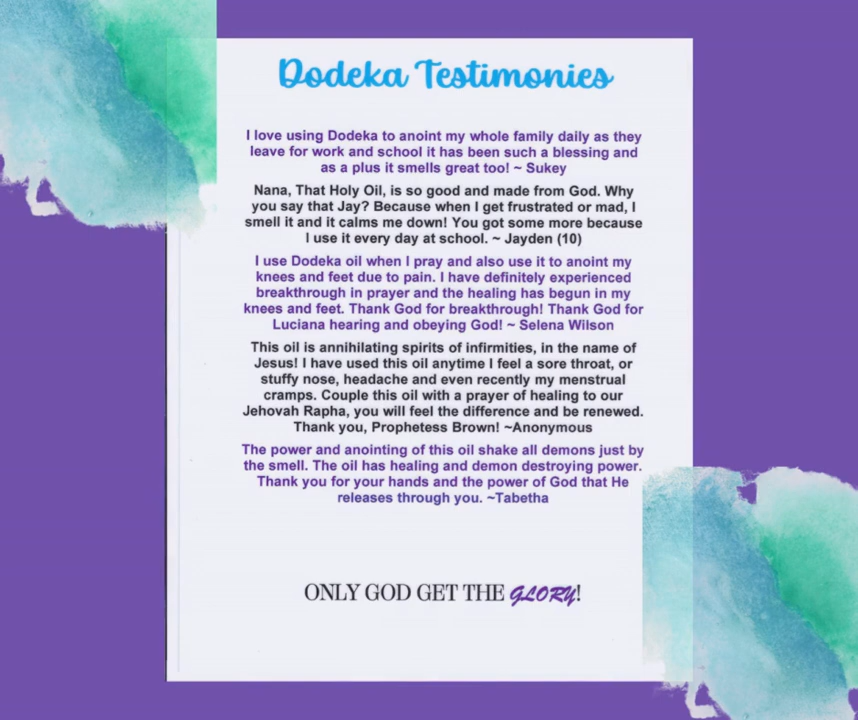 Dodeka Testimonies
I love using Dodeka to anoint my whole family daily as they
leave for work and school it has been such a blessing and
as a plus it smells great too! ~ Sukey
Nana, That Holy Oil, is so good and made from God. Why
you say that Jay? Because when I get frustrated or mad, I
smell it and it calms me down! You got some more because
I use it every day at school. ~ Jayden (10)
I use Dodeka oil when I pray and also use it to anoint my
knees and feet due to pain. I have definitely experienced
breakthrough in prayer and the healing has begun in my
knees and feet. Thank God for breakthrough! Thank God for
Luciana hearing and obeying God! ~ Selena Wilson
This oil is annihilating spirits of infirmities, in the name of
Jesus! I have used this oil anytime I feel a sore throat, or
stuffy nose, headache and even recently my menstrual
cramps. Couple this oil with a prayer of healing to our
Jehovah Rapha, you will feel the difference and be renewed.
Thank you, Prophetess Brown! ~Anonymous
The power and anointing of this oil shake all demons just by
the smell. The oil has healing and demon destroying power.
Thank you for your hands and the power of God that He
releases through you. ~Tabetha
ONLY GOD GET THE GLORY!